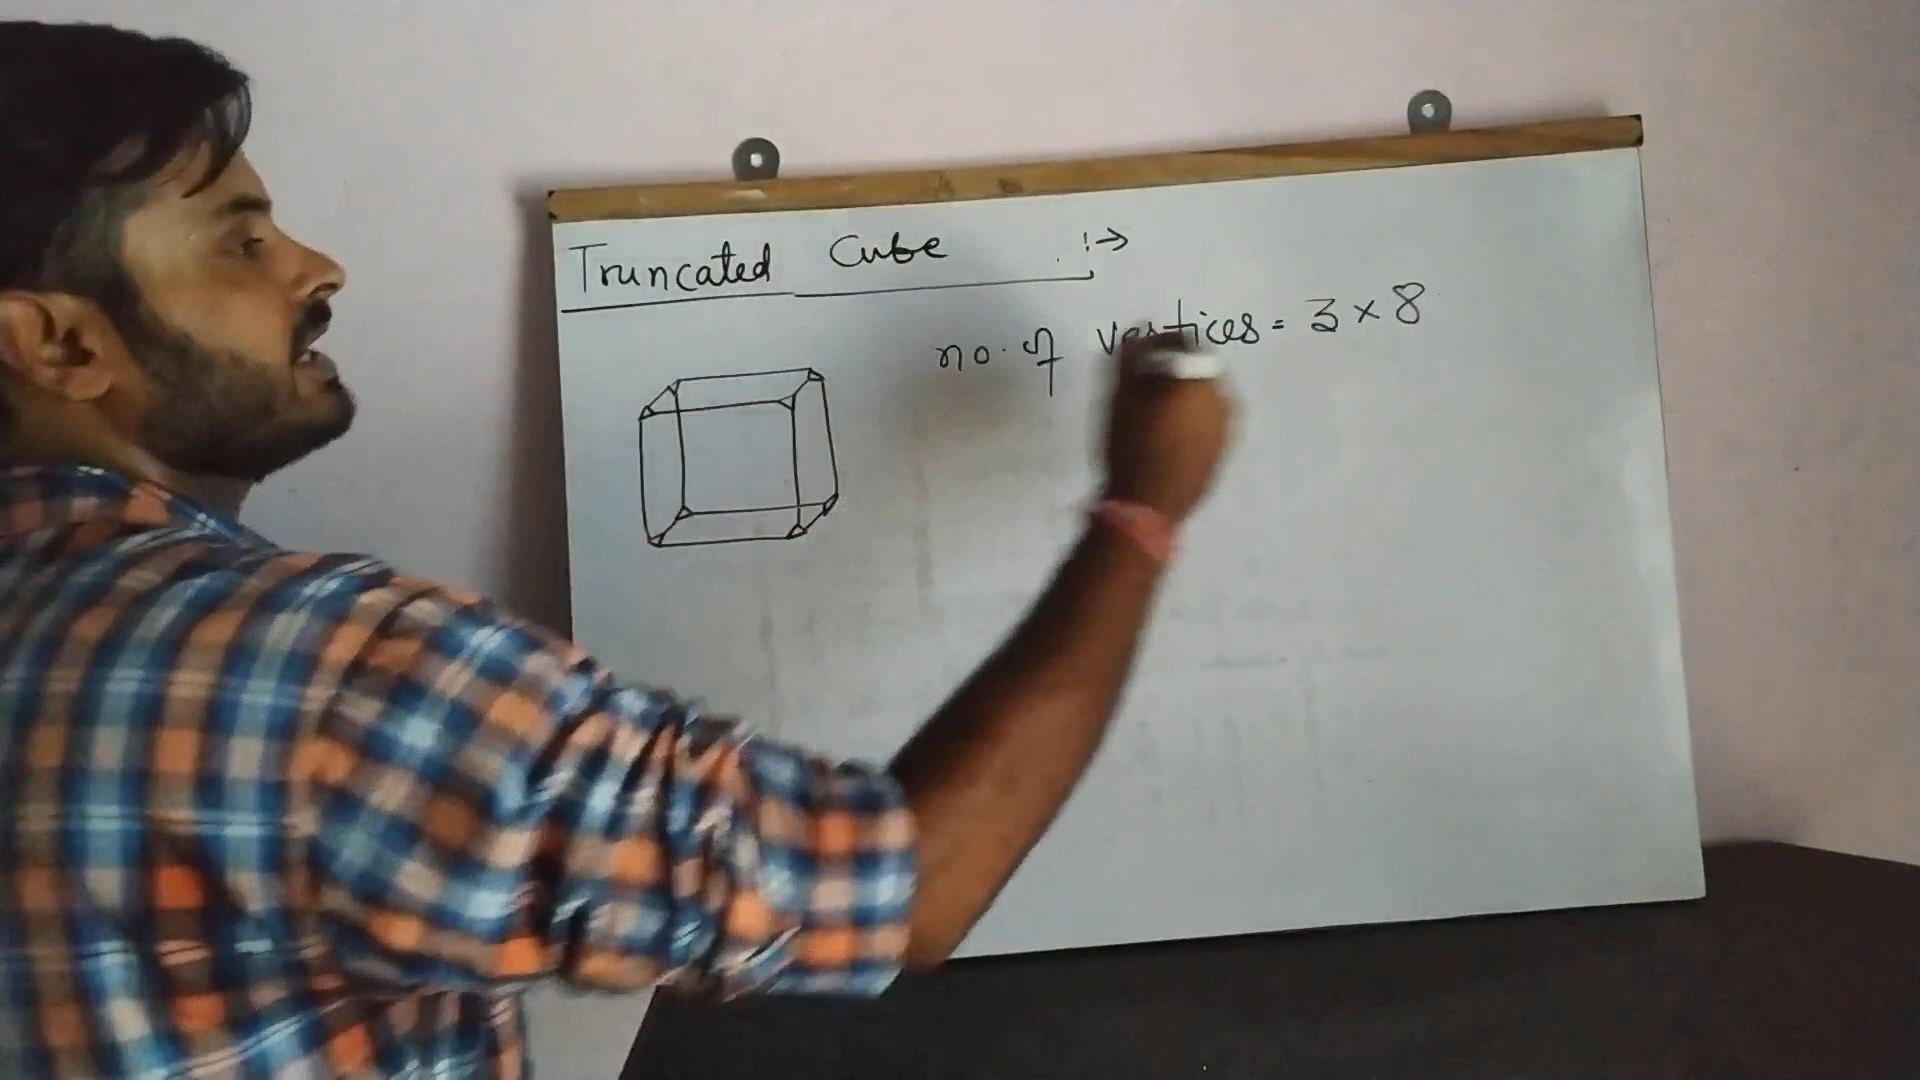 Truncated Cube :→
no. of vertices = 3 × 8